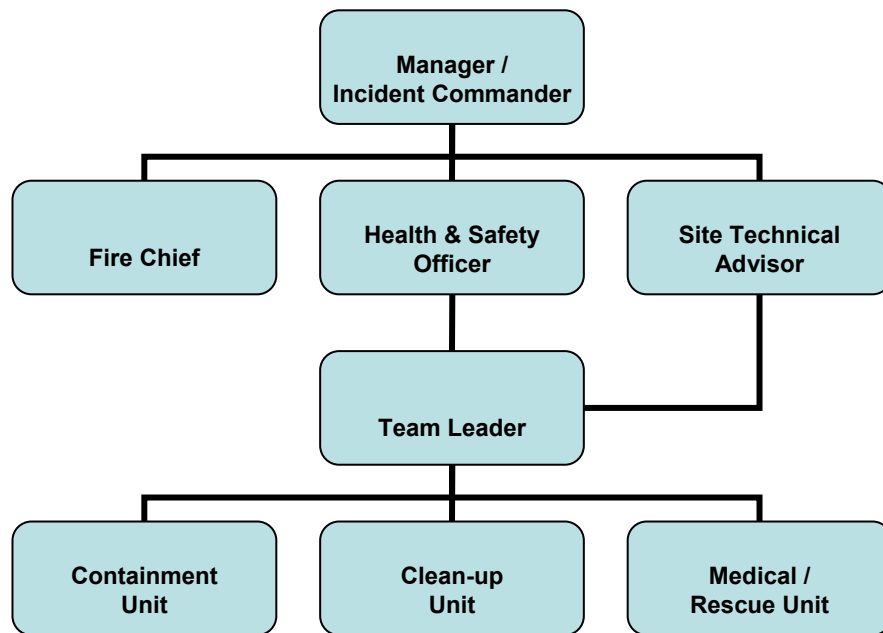 Manager /
Incident Commander
Fire Chief
Health & Safety
Officer
Site Technical
Advisor
Team Leader
Containment
Unit
Clean-up
Unit
Medical /
Rescue Unit